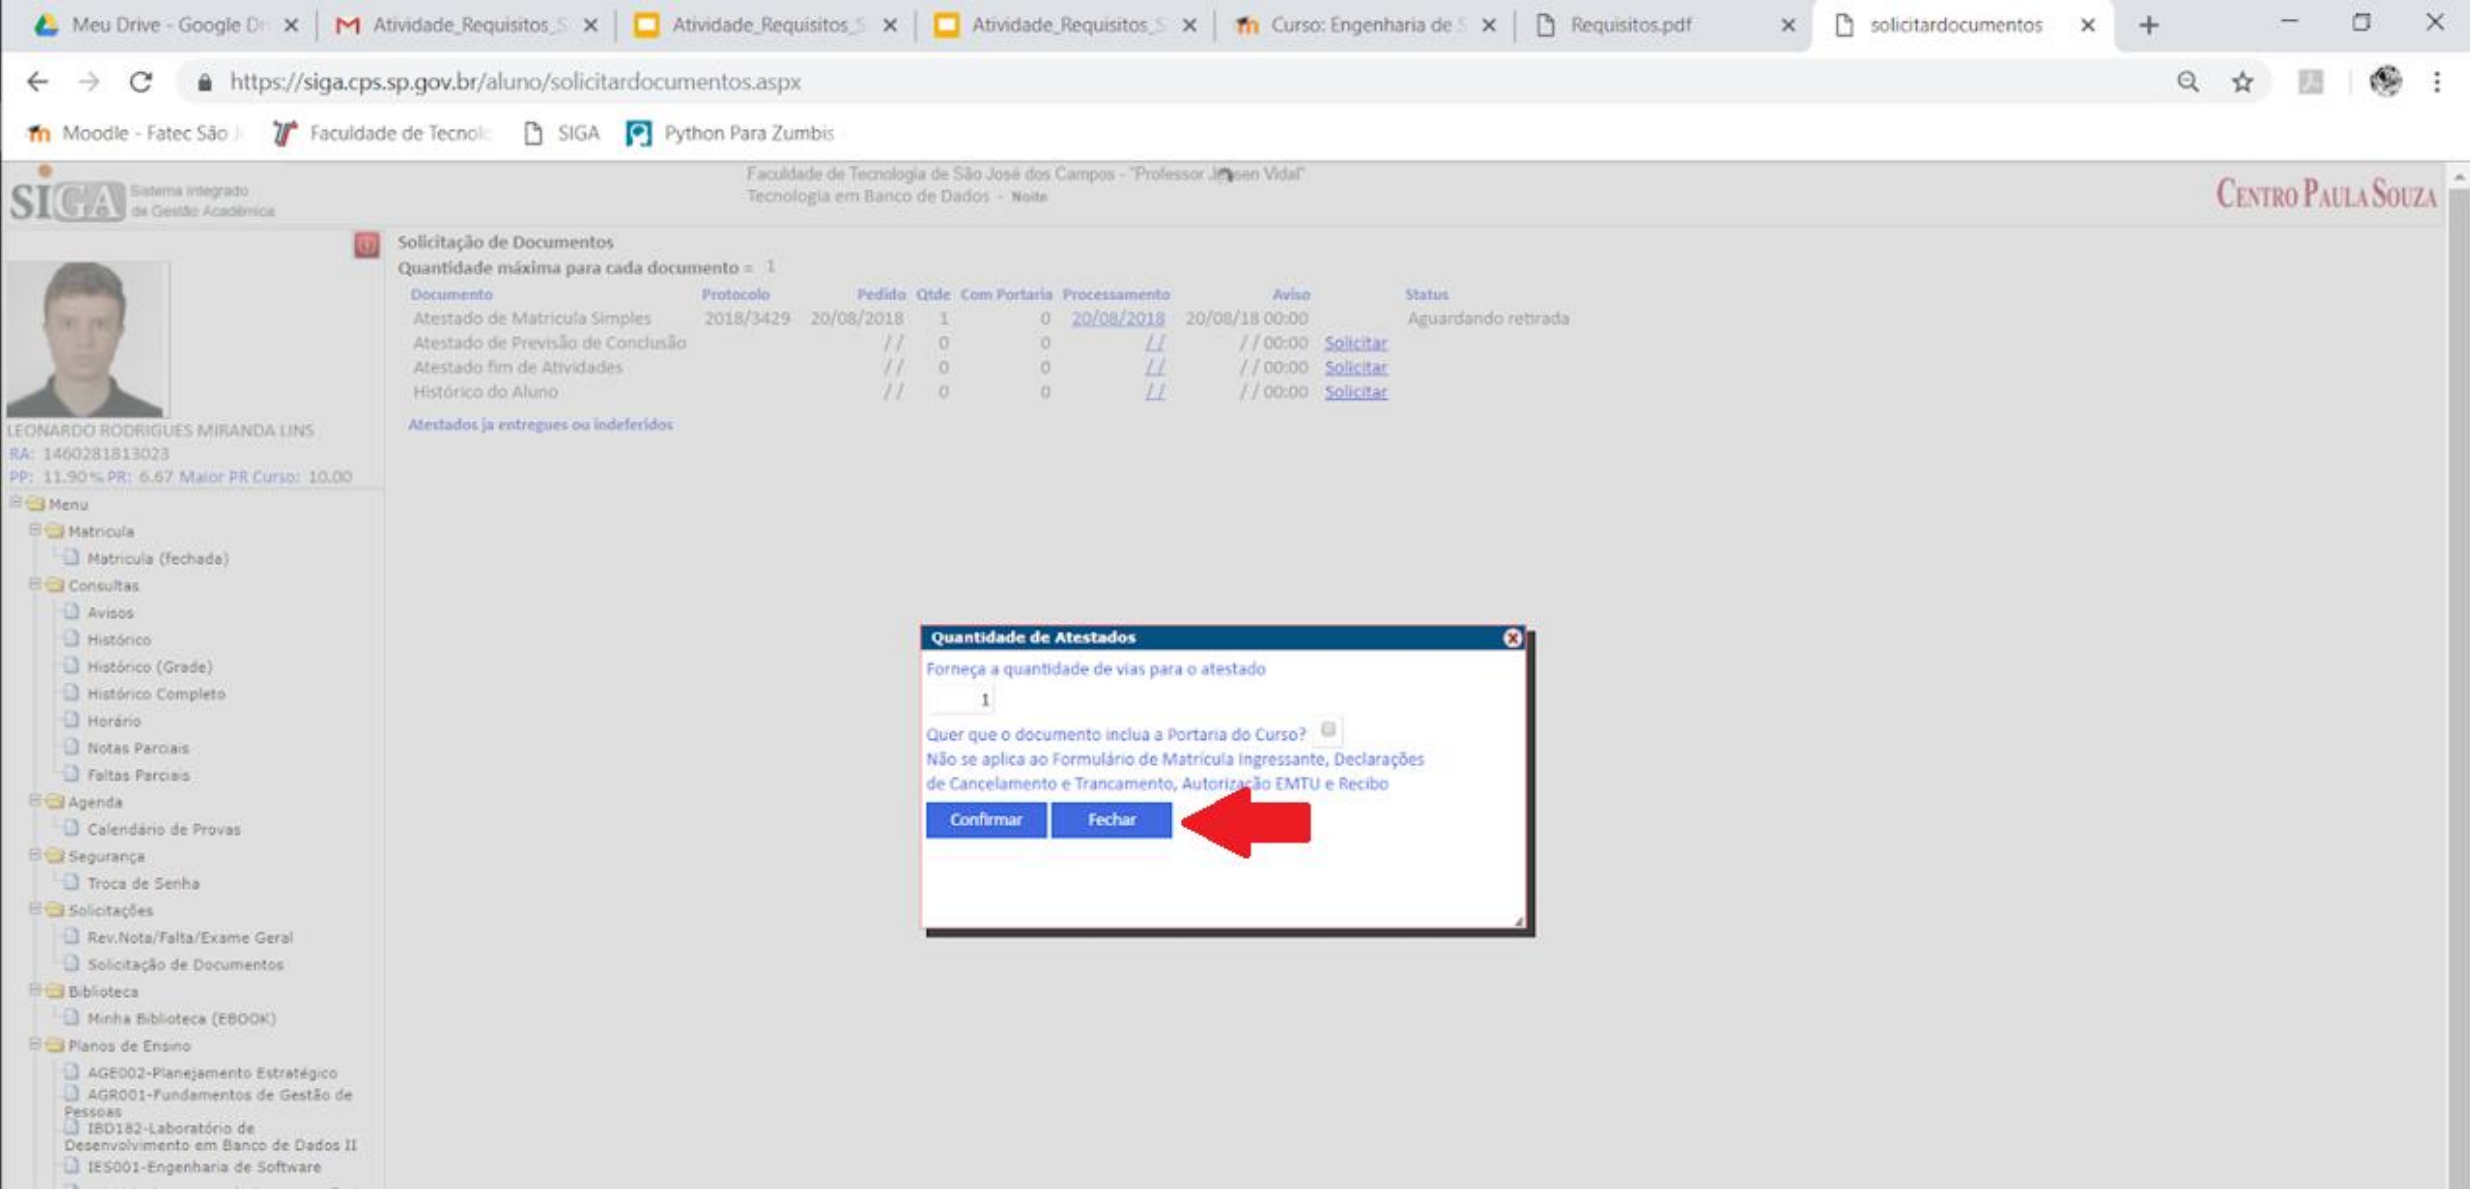 Meu Drive - Google Dr
Atividade_Requisitos_S
Atividade_Requisitos_S
Atividade_Requisitos_S
Curso: Engenharia de S
Requisitos.pdf
solicitardocumentos
https://siga.cps.sp.gov.br/aluno/solicitardocumentos.aspx
Moodle - Fatec São J
Faculdade de Tecnolo
SIGA
Python Para Zumbis -
SIGA
Sistema Integrado
de Gestão Acadêmica
Faculdade de Tecnologia de São José dos Campos - "Professor Vidal"
Tecnologia em Banco de Dados - Noite
CENTRO PAULA SOUZA
LEONARDO RODRIGUES MIRANDA LINS
RA: 1460281813023
PP: 11.90% PR: 6.67 Maior PR Curso: 10.00
Menu
Matricula
Matricula (fechada)
Consultas
Avisos
Histórico
Histórico (Grade)
Histórico Completo
Horário
Notas Parciais
Faltas Parciais
Agenda
Calendário de Provas
Segurança
Troca de Senha
Solicitações
Rev.Nota/Falta/Exame Geral
Solicitação de Documentos
Biblioteca
Minha Biblioteca (EBOOK)
Planos de Ensino
AGE002-Planejamento Estratégico
AGR001-Fundamentos de Gestão de
Pessoas
IBD182-Laboratório de
Desenvolvimento em Banco de Dados II
IES001-Engenharia de Software
Solicitação de Documentos
Quantidade máxima para cada documento = 1
Documento Protocolo Pedido Qtde Com Portaria Processamento Aviso Status
Atestado de Matricula Simples 2018/3429 20/08/2018 1 0 20/08/2018 20/08/18 00:00 Aguardando retirada
Atestado de Previsão de Conclusão / / 0 0 / / / / 00:00 Solicitar
Atestado fim de Atividades / / 0 0 / / / / 00:00 Solicitar
Histórico do Aluno / / 0 0 / / / / 00:00 Solicitar
Atestados ja entregues ou indeferidos
Quantidade de Atestados
Forneça a quantidade de vias para o atestado
1
Quer que o documento inclua a Portaria do Curso?
Não se aplica ao Formulário de Matrícula Ingressante, Declarações
de Cancelamento e Trancamento, Autorização EMTU e Recibo
Confirmar
Fechar